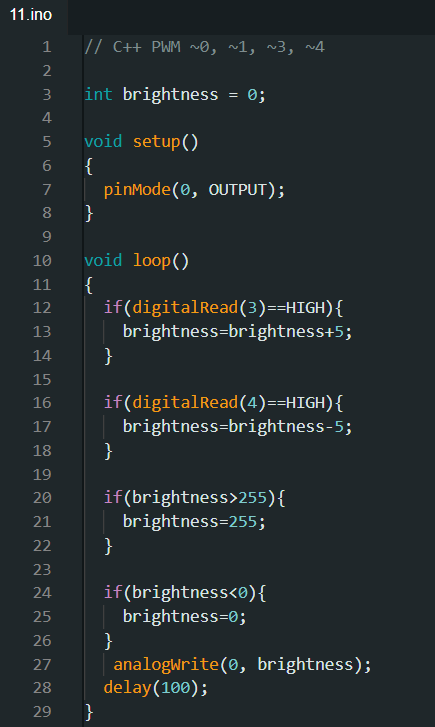 11.ino
1 // C++ PWM ~0, ~1, ~3, ~4
2
3 int brightness = 0;
4
5 void setup()
6 {
7   pinMode(0, OUTPUT);
8 }
9
10 void loop()
11 {
12   if(digitalRead(3)==HIGH){
13     brightness=brightness+5;
14   }
15
16   if(digitalRead(4)==HIGH){
17     brightness=brightness-5;
18   }
19
20   if(brightness>255){
21     brightness=255;
22   }
23
24   if(brightness<0){
25     brightness=0;
26   }
27    analogWrite(0, brightness);
28   delay(100);
29 }